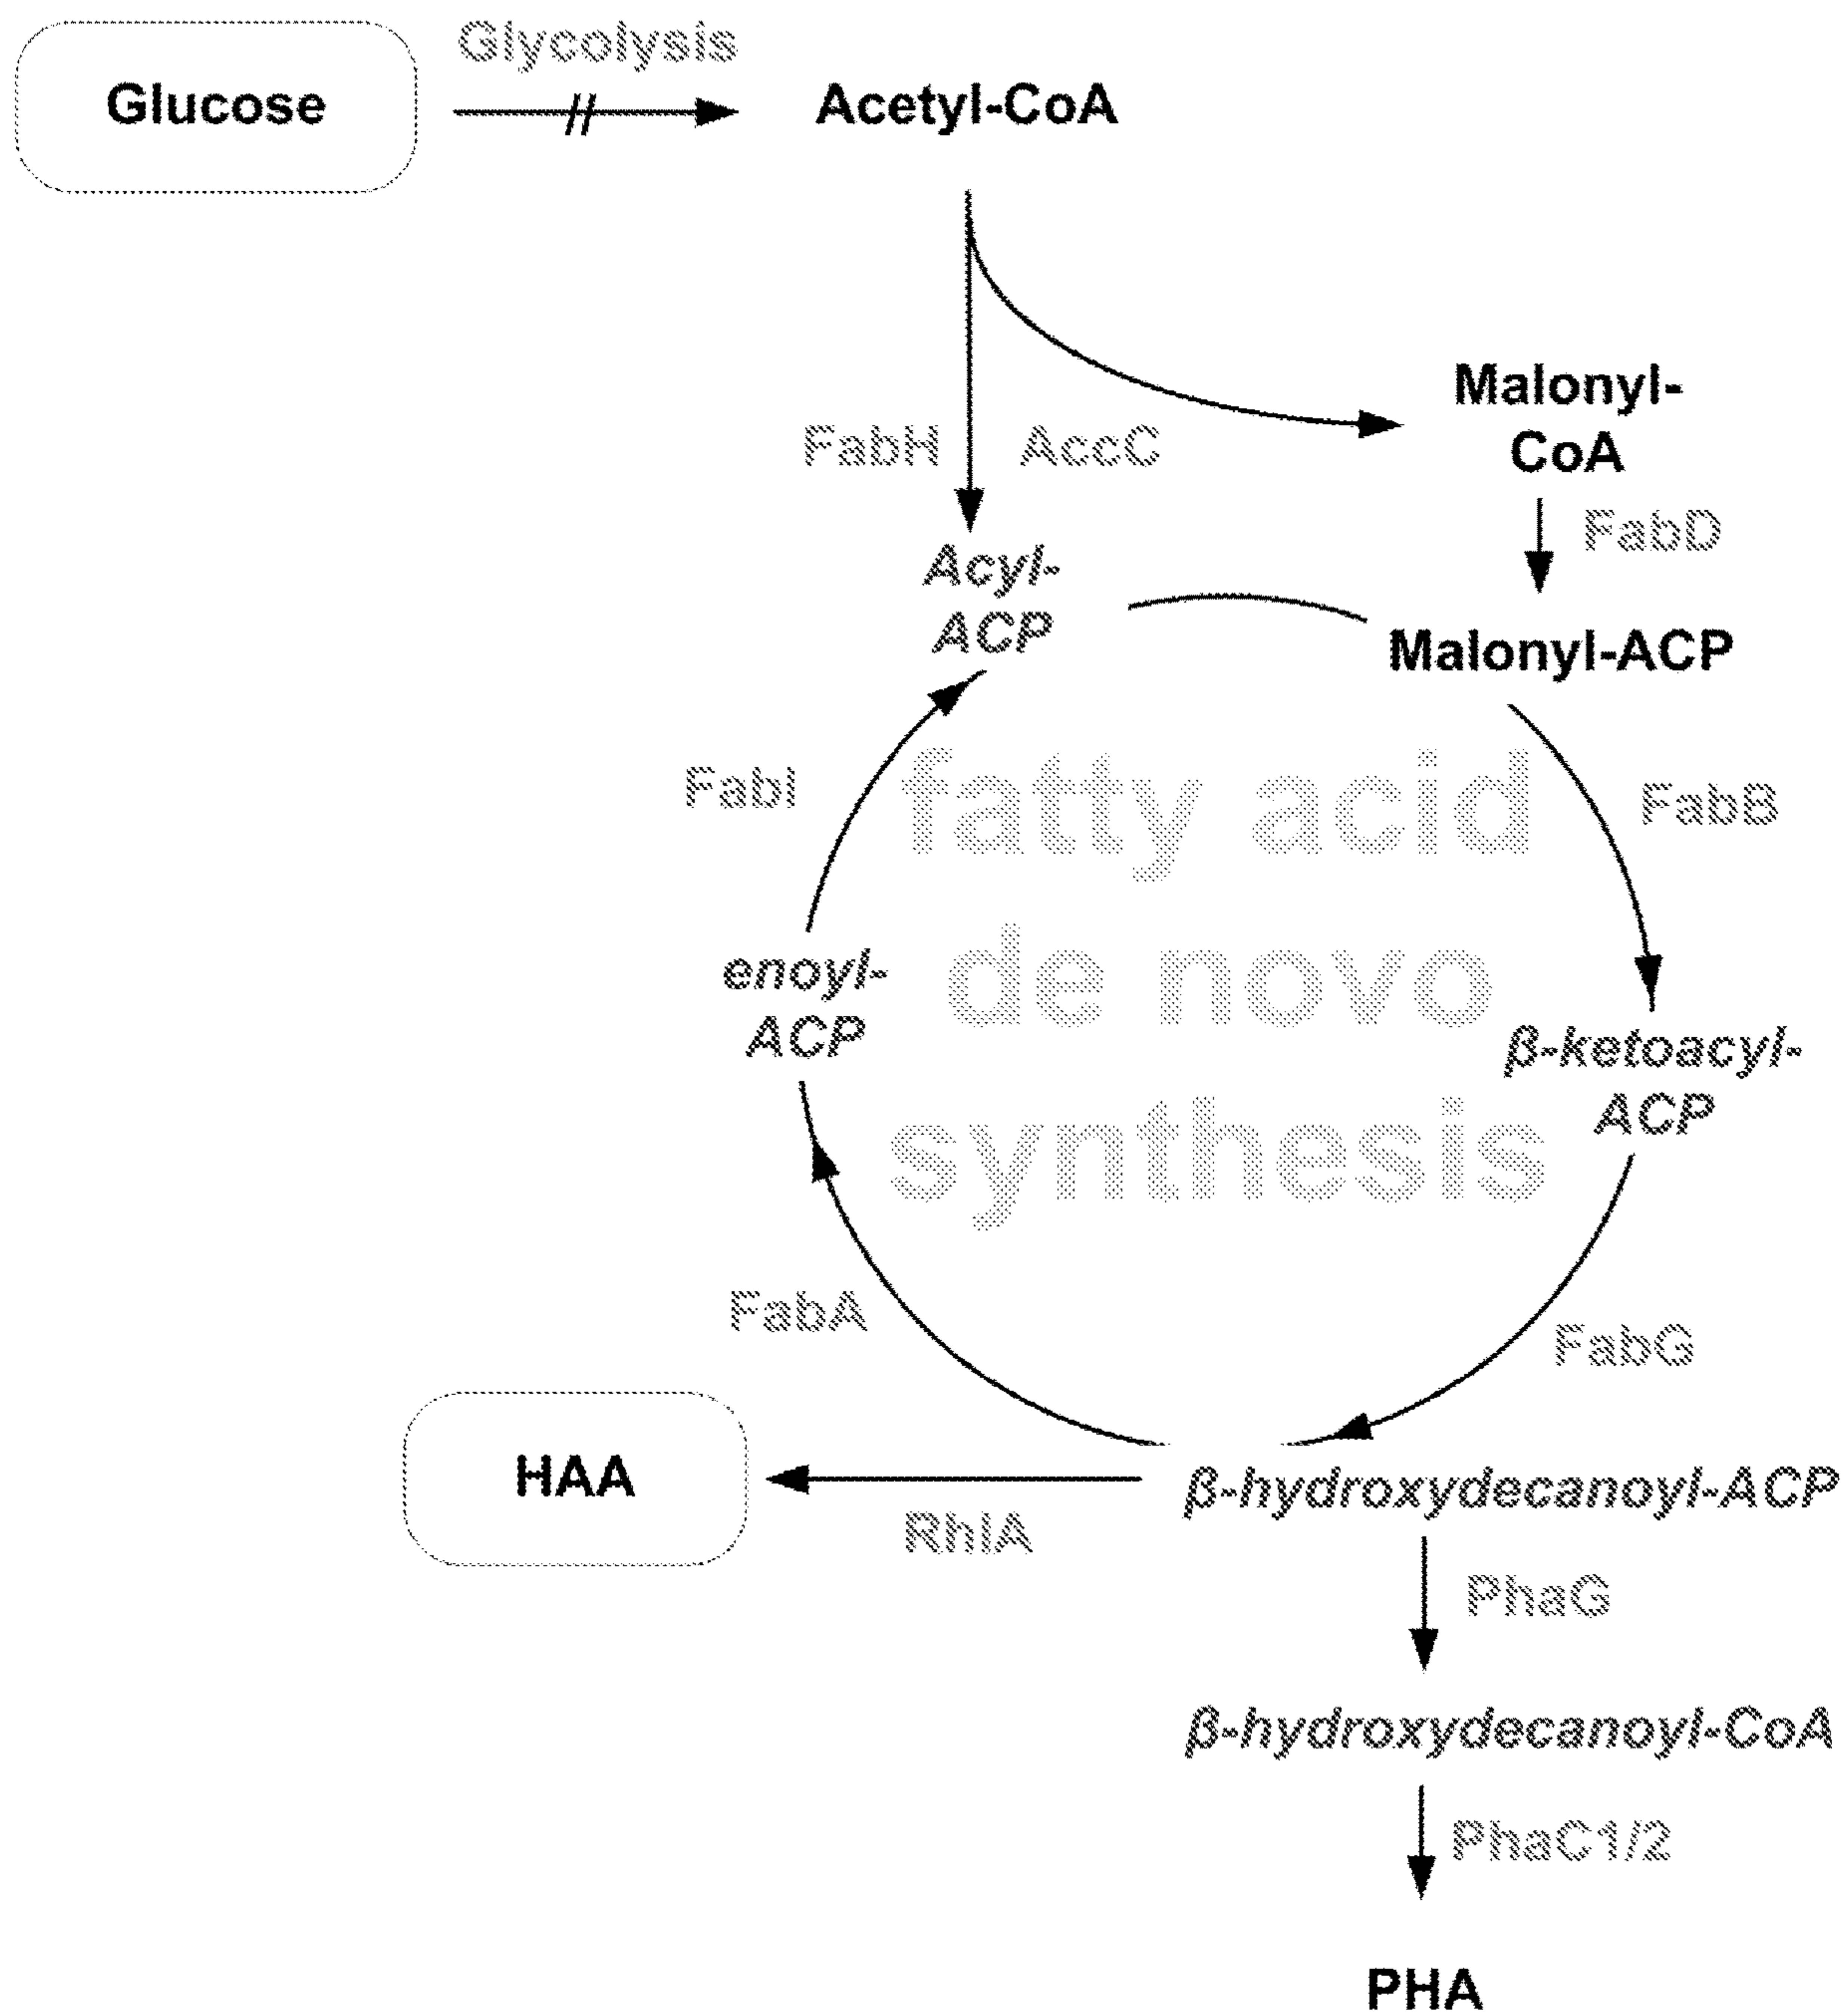 Glycolysis
Glucose
Acetyl-CoA
Malonyl-
CoA
FabH
AccC
FabD
Acyl-
ACP
Malonyl-ACP
FabI
fatty acid
FabB
enoyl-
ACP
de novo
β-ketoacyl-
ACP
synthesis
FabA
FabG
HAA
β-hydroxydecanoyl-ACP
RhlA
PhaG
β-hydroxydecanoyl-CoA
PhaC1/2
PHA